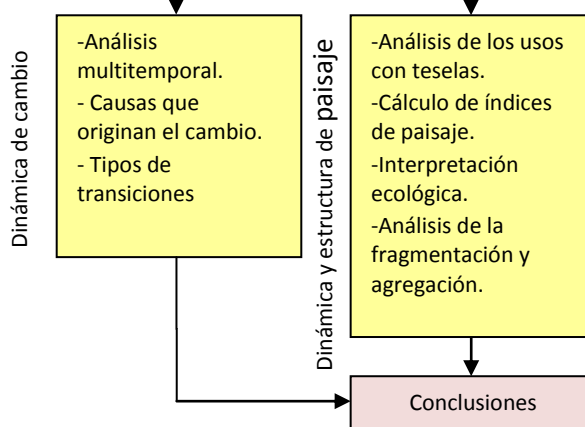 Dinámica de cambio
-Análisis
multitemporal.
- Causas que
originan el cambio.
- Tipos de
transiciones
Dinámica y estructura de paisaje
-Análisis de los usos
con teselas.
-Cálculo de índices
de paisaje.
-Interpretación
ecológica.
-Análisis de la
fragmentación y
agregación.
Conclusiones